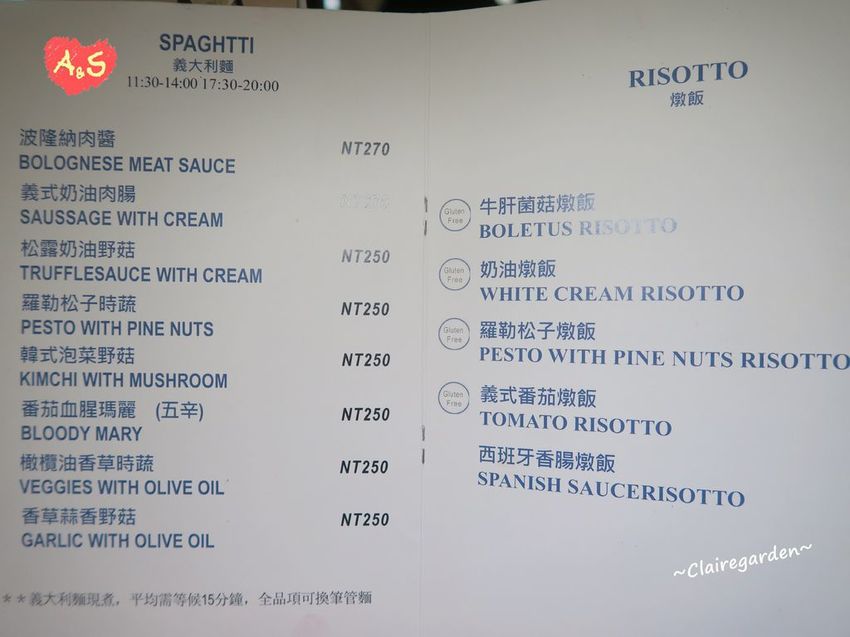 A&S
SPAGHTTI
義大利麵
11:30-14:00 17:30-20:00
波隆納肉醬
BOLOGNESE MEAT SAUCE
NT270
義式奶油肉腸
SAUSSAGE WITH CREAM
松露奶油野菇
TRUFFLESAUCE WITH CREAM
NT250
羅勒松子時蔬
PESTO WITH PINE NUTS
NT250
韓式泡菜野菇
KIMCHI WITH MUSHROOM
NT250
番茄血腥瑪麗 (五辛)
BLOODY MARY
NT250
橄欖油香草時蔬
VEGGIES WITH OLIVE OIL
NT250
香草蒜香野菇
GARLIC WITH OLIVE OIL
NT250
**義大利麵現煮，平均需等候15分鐘，全品項可換筆管麵
RISOTTO
燉飯
Gluten
Free
牛肝菌菇燉飯
BOLETUS RISOTTO
Gluten
Free
奶油燉飯
WHITE CREAM RISOTTO
Gluten
Free
羅勒松子燉飯
PESTO WITH PINE NUTS RISOTTO
Gluten
Free
義式番茄燉飯
TOMATO RISOTTO
西班牙香腸燉飯
SPANISH SAUCERISOTTO
~Clairegarden~